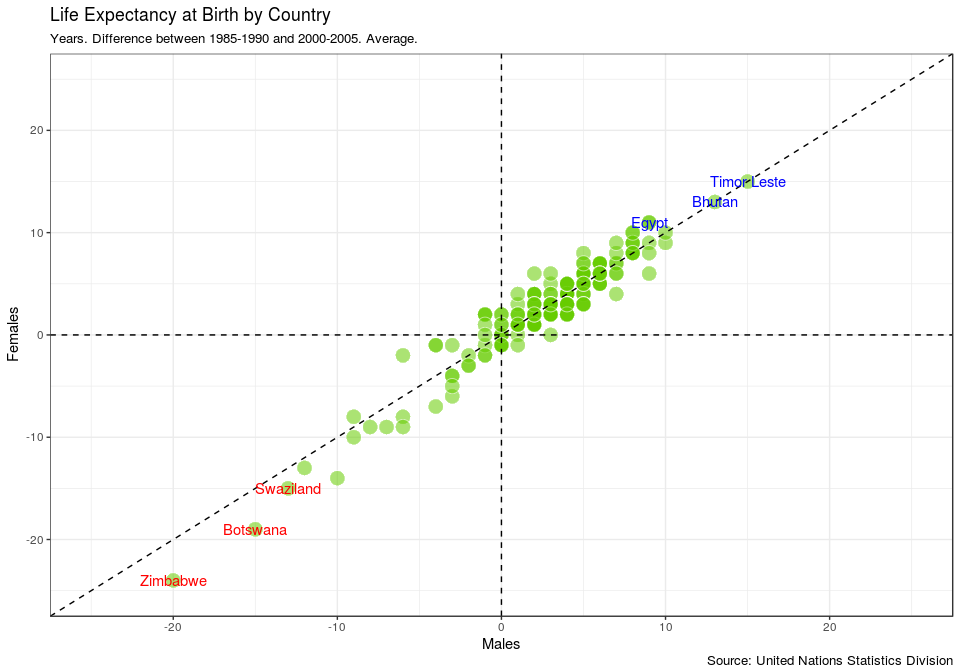 Life Expectancy at Birth by Country
Years. Difference between 1985-1990 and 2000-2005. Average.
20
10
0
-10
-20
Females
Timor-Leste
Bhutan
Egypt
Swaziland
Botswana
Zimbabwe
-20
-10
0
10
20
Males
Source: United Nations Statistics Division